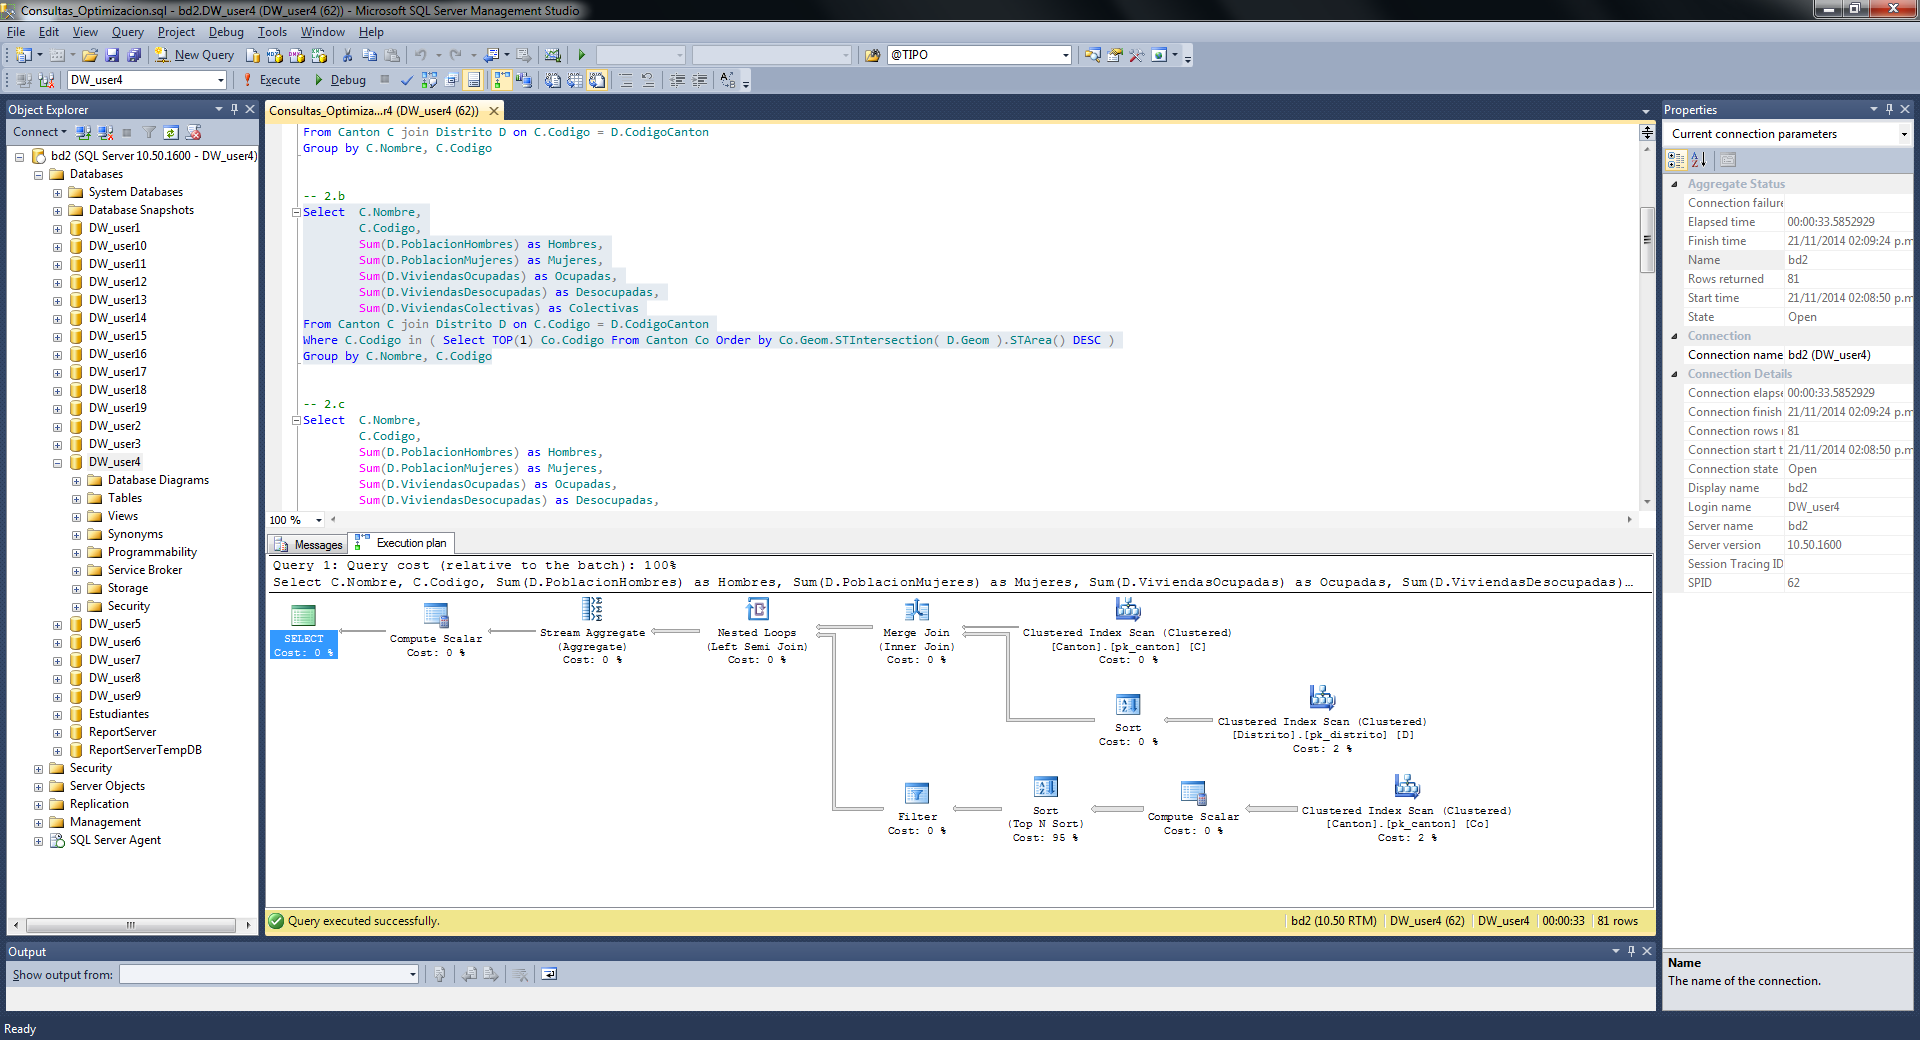 Consultas_Optimizacion.sql - bd2.DW_user4 (DW_user4 (62)) - Microsoft SQL Server Management Studio
File Edit View Query Project Debug Tools Window Help
New Query @TIPO
DW_user4 Execute Debug
Object Explorer
Connect
bd2 (SQL Server 10.50.1600 - DW_user4)
Databases
System Databases
Database Snapshots
DW_user1
DW_user10
DW_user11
DW_user12
DW_user13
DW_user14
DW_user15
DW_user16
DW_user17
DW_user18
DW_user19
DW_user2
DW_user3
DW_user4
Database Diagrams
Tables
Views
Synonyms
Programmability
Service Broker
Storage
Security
DW_user5
DW_user6
DW_user7
DW_user8
DW_user9
Estudiantes
ReportServer
ReportServerTempDB
Security
Server Objects
Replication
Management
SQL Server Agent
Consultas_Optimiza...r4 (DW_user4 (62))
From Canton C join Distrito D on C.Codigo = D.CodigoCanton
Group by C.Nombre, C.Codigo
-- 2.b
Select C.Nombre,
C.Codigo,
Sum(D.PoblacionHombres) as Hombres,
Sum(D.PoblacionMujeres) as Mujeres,
Sum(D.ViviendasOcupadas) as Ocupadas,
Sum(D.ViviendasDesocupadas) as Desocupadas,
Sum(D.ViviendasColectivas) as Colectivas
From Canton C join Distrito D on C.Codigo = D.CodigoCanton
Where C.Codigo in ( Select TOP(1) Co.Codigo From Canton Co Order by Co.Geom.STIntersection( D.Geom ).STArea() DESC )
Group by C.Nombre, C.Codigo
-- 2.c
Select C.Nombre,
C.Codigo,
Sum(D.PoblacionHombres) as Hombres,
Sum(D.PoblacionMujeres) as Mujeres,
Sum(D.ViviendasOcupadas) as Ocupadas,
Sum(D.ViviendasDesocupadas) as Desocupadas,
100 %
Messages Execution plan
Query 1: Query cost (relative to the batch): 100%
Select C.Nombre, C.Codigo, Sum(D.PoblacionHombres) as Hombres, Sum(D.PoblacionMujeres) as Mujeres, Sum(D.ViviendasOcupadas) as Ocupadas, Sum(D.ViviendasDesocupadas)...
SELECT
Cost: 0 %
Compute Scalar
Cost: 0 %
Stream Aggregate
(Aggregate)
Cost: 0 %
Nested Loops
(Left Semi Join)
Cost: 0 %
Merge Join
(Inner Join)
Cost: 0 %
Clustered Index Scan (Clustered)
[Canton].[pk_canton] [C]
Cost: 0 %
Sort
Cost: 0 %
Clustered Index Scan (Clustered)
[Distrito].[pk_distrito] [D]
Cost: 2 %
Filter
Cost: 0 %
Sort
(Top N Sort)
Cost: 95 %
Compute Scalar
Cost: 0 %
Clustered Index Scan (Clustered)
[Canton].[pk_canton] [Co]
Cost: 2 %
Query executed successfully. bd2 (10.50 RTM) DW_user4 (62) DW_user4 00:00:33 81 rows
Output
Show output from:
Ready
Properties
Current connection parameters
Aggregate Status
Connection failure
Elapsed time 00:00:33.5852929
Finish time 21/11/2014 02:09:24 p.m
Name bd2
Rows returned 81
Start time 21/11/2014 02:08:50 p.m
State Open
Connection
Connection name bd2 (DW_user4)
Connection Details
Connection elapse 00:00:33.5852929
Connection finish 21/11/2014 02:09:24 p.m
Connection rows 81
Connection start t 21/11/2014 02:08:50 p.m
Connection state Open
Display name bd2
Login name DW_user4
Server name bd2
Server version 10.50.1600
Session Tracing ID
SPID 62
Name
The name of the connection.